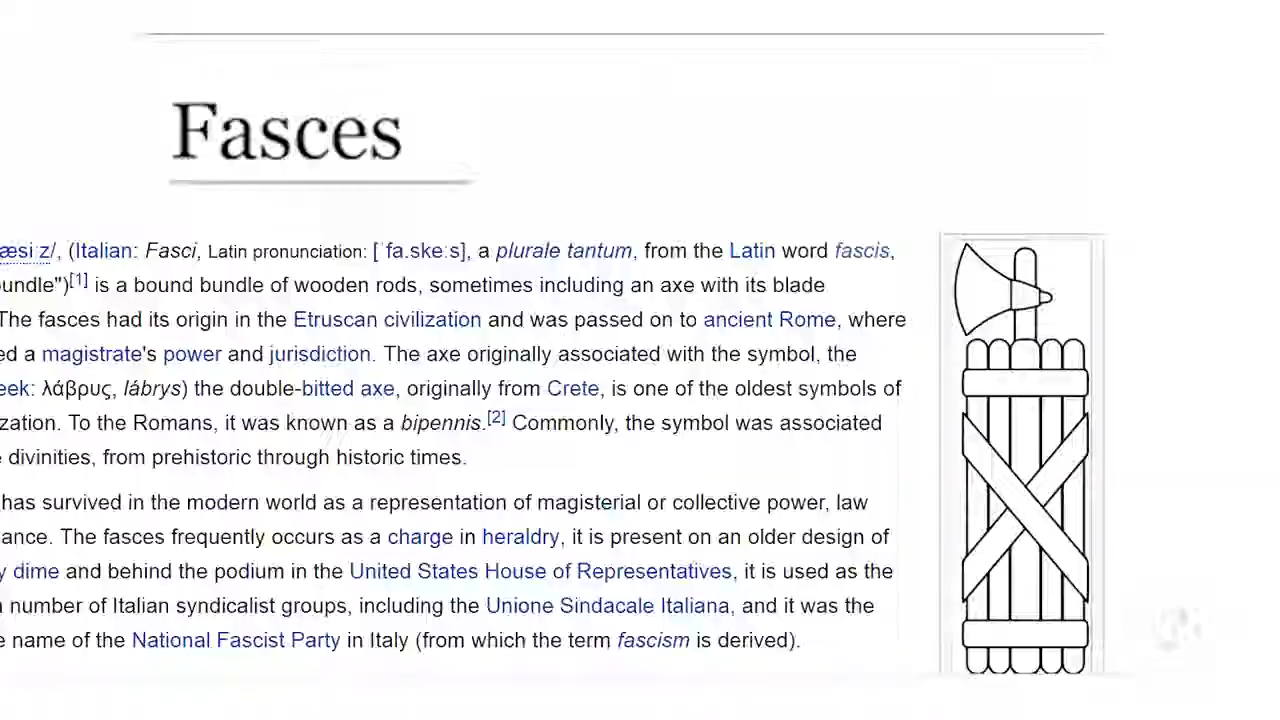 Fasces
æsiːz/, (Italian: Fasci, Latin pronunciation: [ˈfa.skeːs], a plurale tantum, from the Latin word fascis,
undle")[1] is a bound bundle of wooden rods, sometimes including an axe with its blade
The fasces had its origin in the Etruscan civilization and was passed on to ancient Rome, where
ed a magistrate's power and jurisdiction. The axe originally associated with the symbol, the
eek: λάβρυς, lábrys) the double-bitted axe, originally from Crete, is one of the oldest symbols of
zation. To the Romans, it was known as a bipennis.[2] Commonly, the symbol was associated
divinities, from prehistoric through historic times.
has survived in the modern world as a representation of magisterial or collective power, law
ance. The fasces frequently occurs as a charge in heraldry, it is present on an older design of
y dime and behind the podium in the United States House of Representatives, it is used as the
number of Italian syndicalist groups, including the Unione Sindacale Italiana, and it was the
e name of the National Fascist Party in Italy (from which the term fascism is derived).